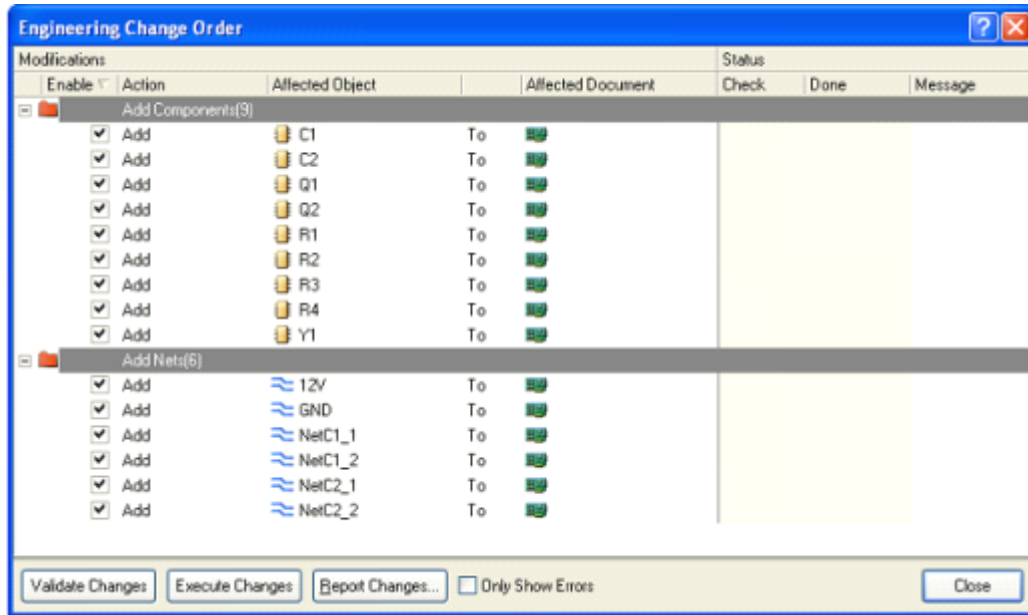 Engineering Change Order
Modifications Status
Enable Action Affected Object Affected Document Check Done Message
Add Components(9)
Add C1 To
Add C2 To
Add Q1 To
Add Q2 To
Add R1 To
Add R2 To
Add R3 To
Add R4 To
Add Y1 To
Add Nets(6)
Add 12V To
Add GND To
Add NetC1_1 To
Add NetC1_2 To
Add NetC2_1 To
Add NetC2_2 To
Validate Changes Execute Changes Report Changes... Only Show Errors Close